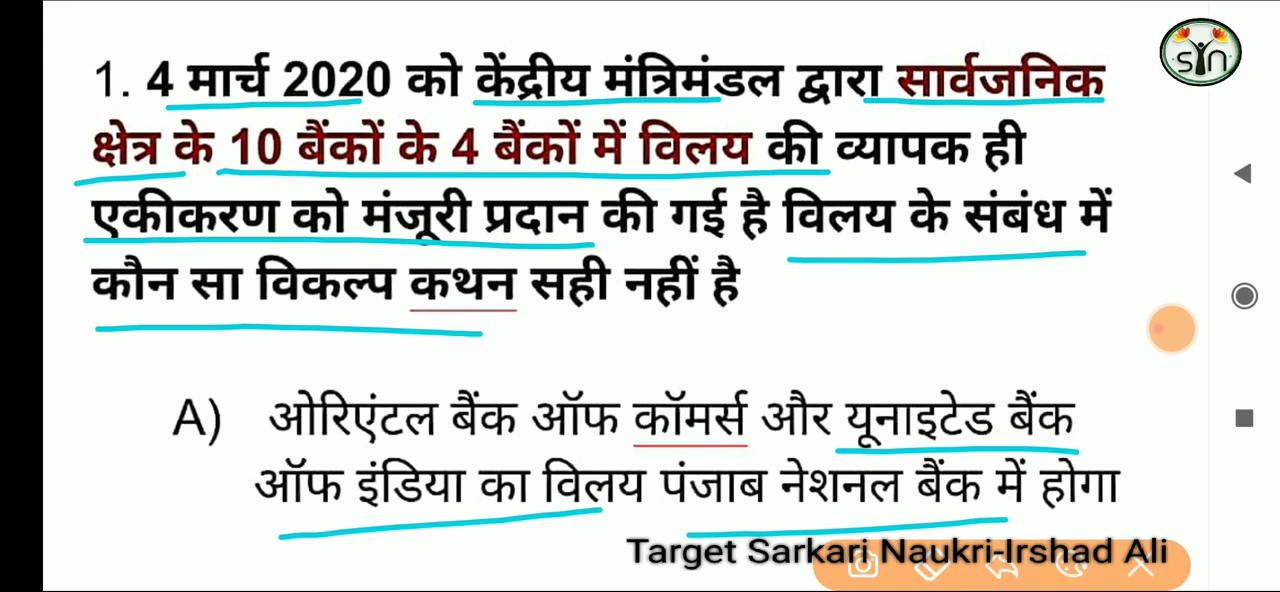 SYN
1. 4 मार्च 2020 को केंद्रीय मंत्रिमंडल द्वारा सार्वजनिक
क्षेत्र के 10 बैंकों के 4 बैंकों में विलय की व्यापक ही
एकीकरण को मंजूरी प्रदान की गई है विलय के संबंध में
कौन सा विकल्प कथन सही नहीं है
A) ओरिएंटल बैंक ऑफ कॉमर्स और यूनाइटेड बैंक
ऑफ इंडिया का विलय पंजाब नेशनल बैंक में होगा
Target Sarkari Naukri-Irshad Ali